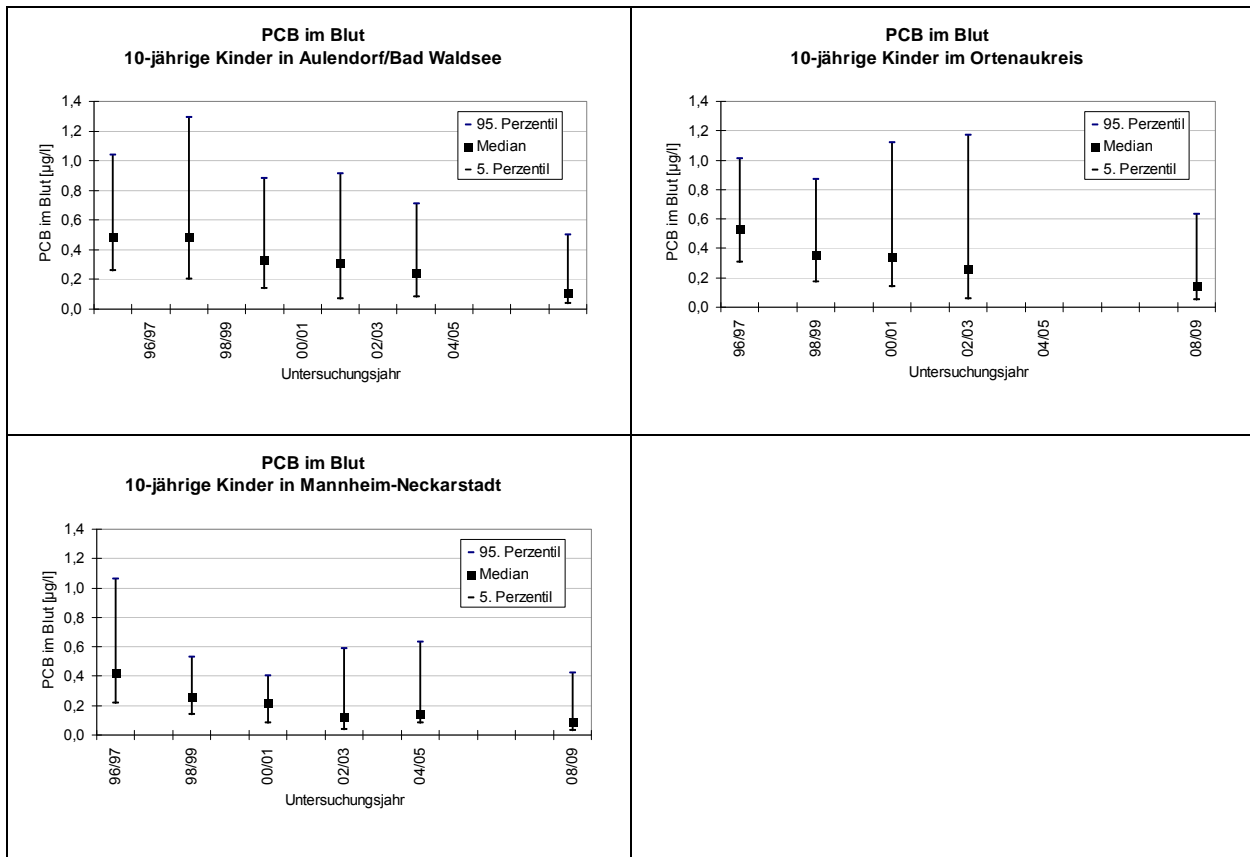 PCB im Blut
10-jährige Kinder in Aulendorf/Bad Waldsee
1,4
1,2
1,0
0,8
0,6
0,4
0,2
0,0
PCB im Blut [µg/l]
95. Perzentil
Median
5. Perzentil
96/97
98/99
00/01
02/03
04/05
Untersuchungsjahr
PCB im Blut
10-jährige Kinder im Ortenaukreis
1,4
1,2
1,0
0,8
0,6
0,4
0,2
0,0
PCB im Blut [µg/l]
95. Perzentil
Median
5. Perzentil
96/97
98/99
00/01
02/03
04/05
08/09
Untersuchungsjahr
PCB im Blut
10-jährige Kinder in Mannheim-Neckarstadt
1,4
1,2
1,0
0,8
0,6
0,4
0,2
0,0
PCB im Blut [µg/l]
95. Perzentil
Median
5. Perzentil
96/97
98/99
00/01
02/03
04/05
08/09
Untersuchungsjahr